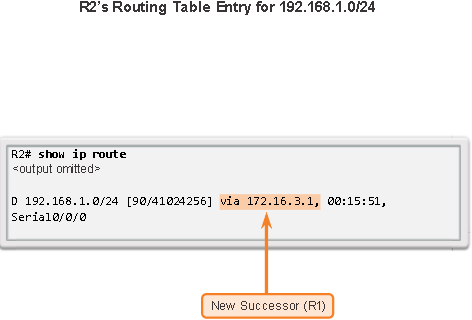 R2's Routing Table Entry for 192.168.1.0/24
R2# show ip route
<output omitted>
D 192.168.1.0/24 [90/41024256] via 172.16.3.1, 00:15:51,
Serial0/0/0
New Successor (R1)